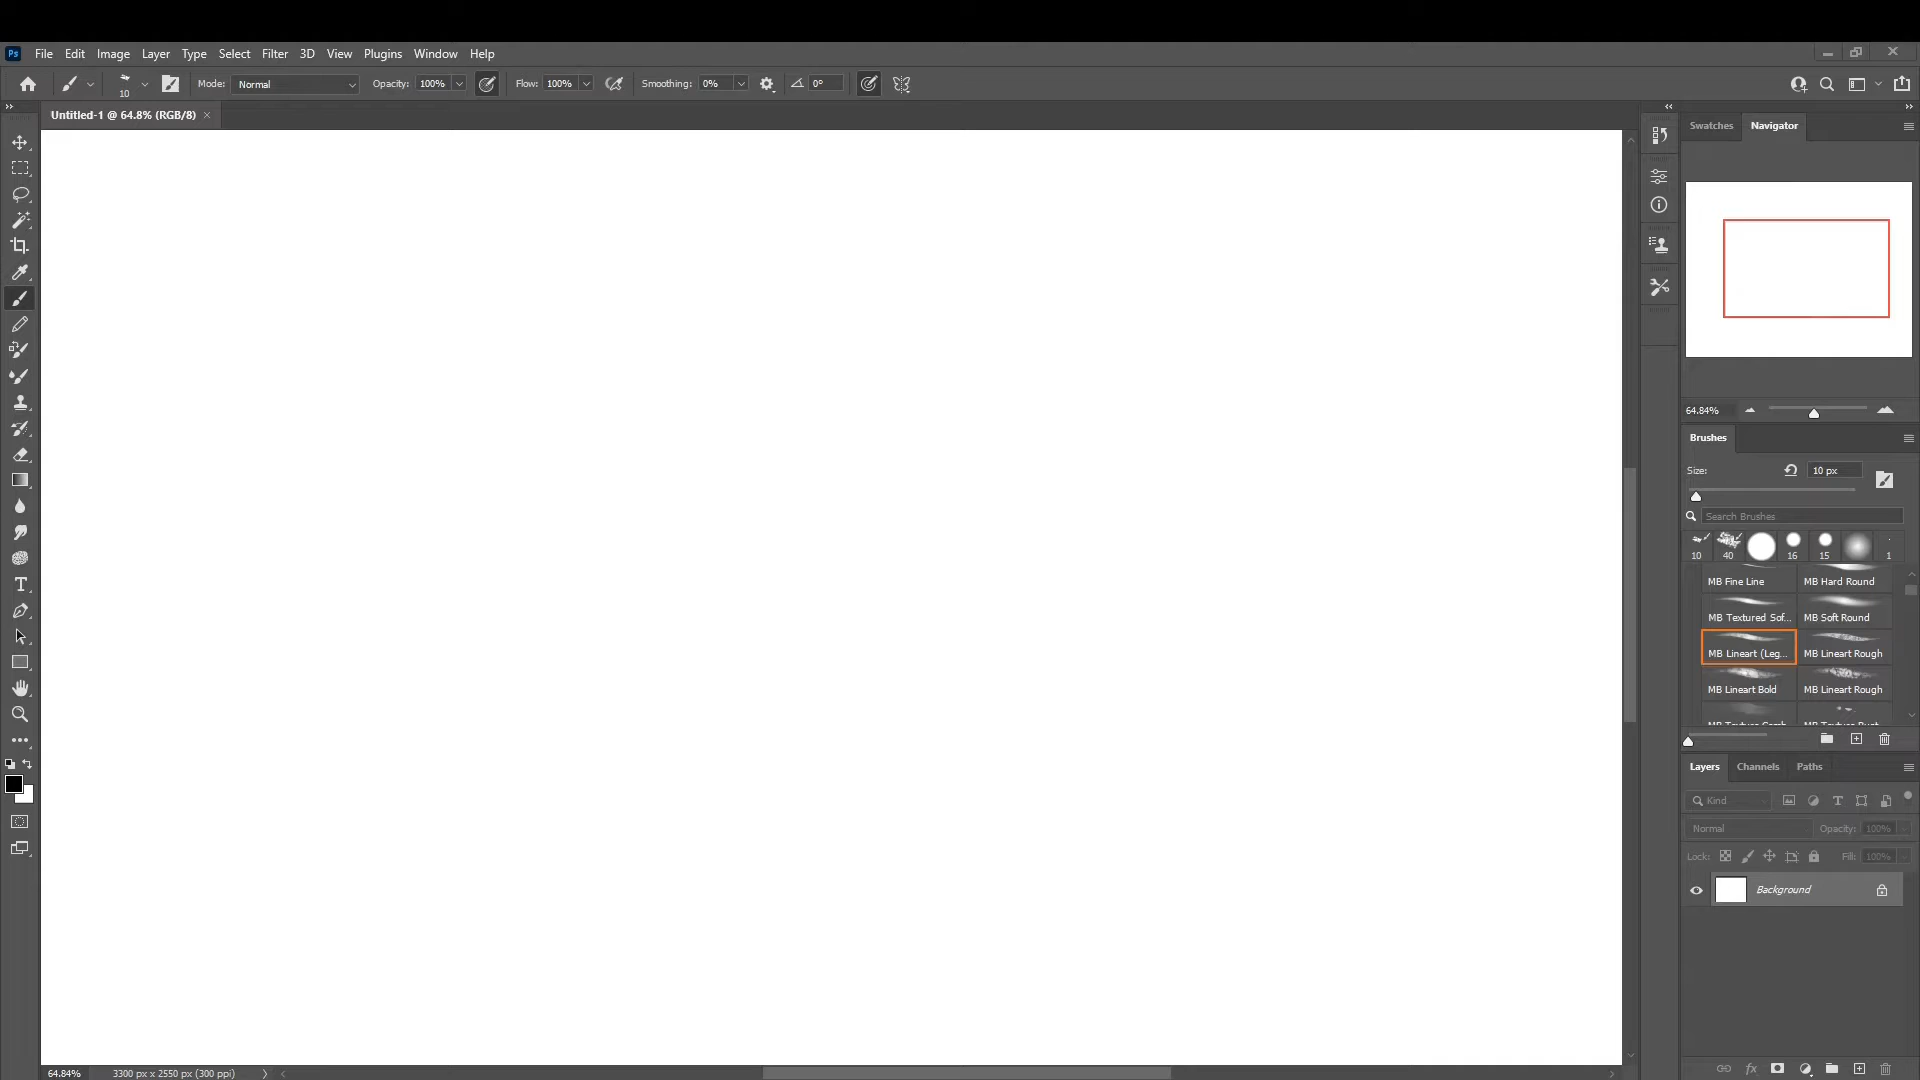 Ps File Edit Image Layer Type Select Filter 3D View Plugins Window Help
10 Mode: Normal Opacity: 100% Flow: 100% Smoothing: 0% 0°
Untitled-1 @ 64.8% (RGB/8)
Swatches Navigator
64.84%
Brushes
Size: 10 px
Search Brushes
10 40 16 15 1
MB Fine Line MB Hard Round
MB Textured Sof... MB Soft Round
MB Lineart (Leg... MB Lineart Rough
MB Lineart Bold MB Lineart Rough
Layers Channels Paths
Kind
Normal Opacity: 100%
Lock: Fill: 100%
Background
fx
64.84% 3300 px x 2550 px (300 ppi)